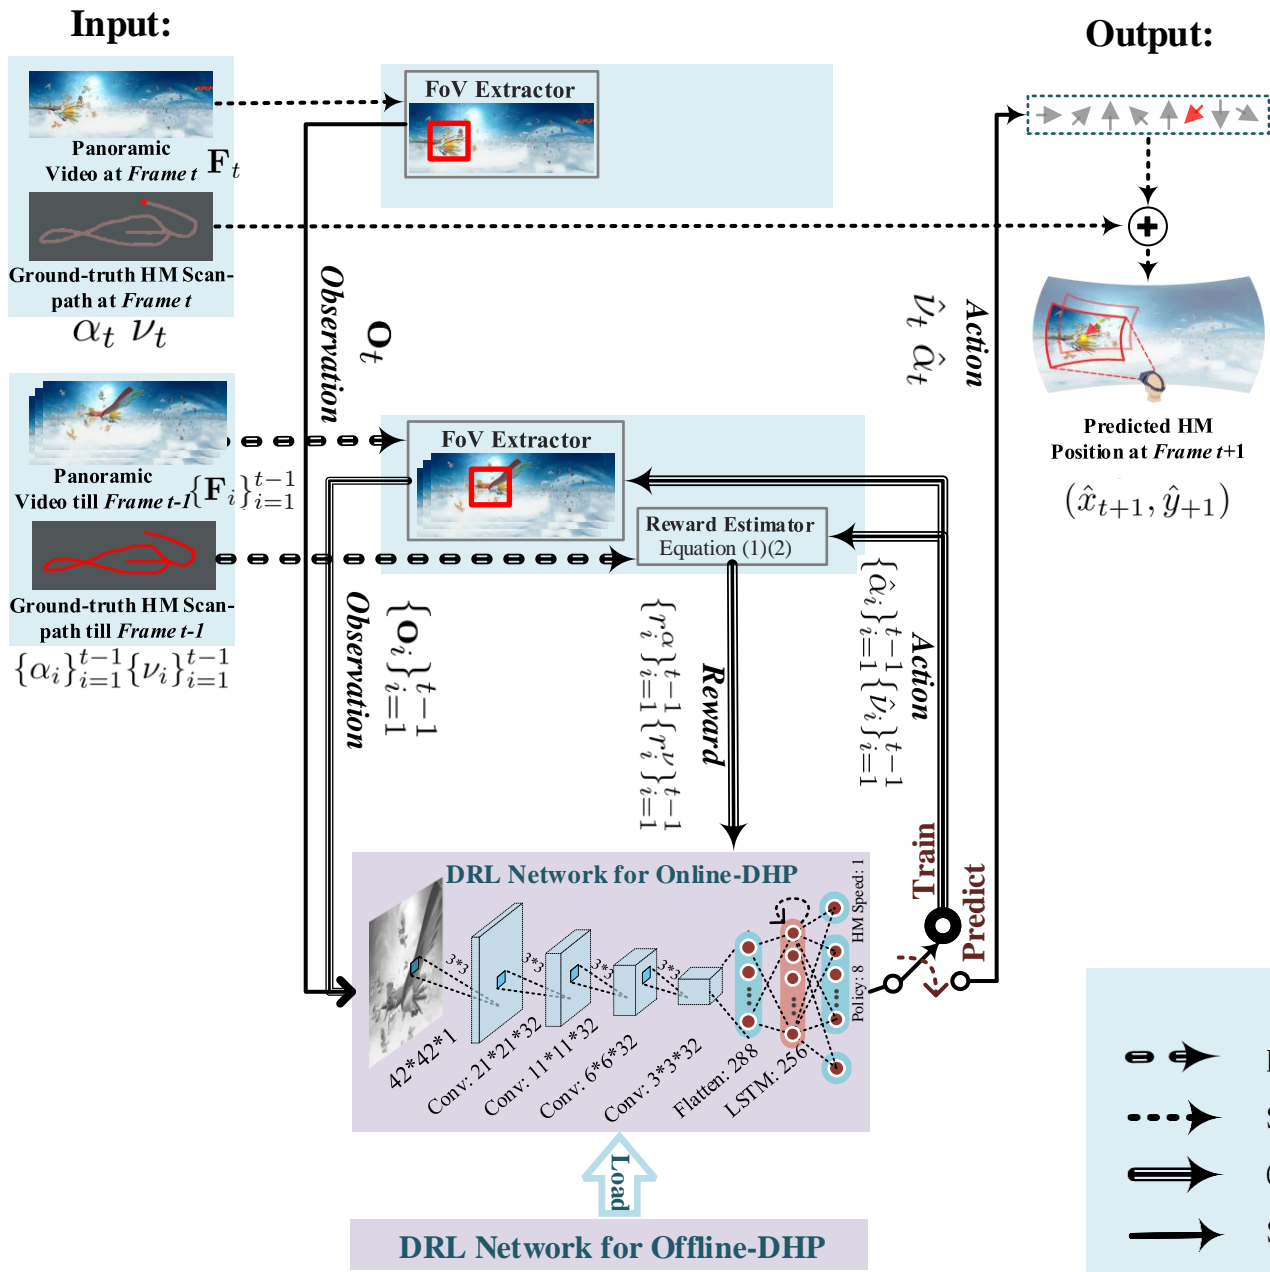 Input:
Output:
FoV Extractor
Panoramic
Video at Frame t F_t
Ground-truth HM Scan-
path at Frame t
α_t ν_t
Observation
O_t
ν̂_t α̂_t
Action
Predicted HM
Position at Frame t+1
(x̂_{t+1}, ŷ_{+1})
FoV Extractor
Panoramic
Video till Frame t-1 {F_i}_{i=1}^{t-1}
Reward Estimator
Equation (1)(2)
Ground-truth HM Scan-
path till Frame t-1
{α_i}_{i=1}^{t-1} {ν_i}_{i=1}^{t-1}
Observation
{O_i}_{i=1}^{t-1}
{r_i^α}_{i=1}^{t-1} {r_i^ν}_{i=1}^{t-1}
Reward
{α̂_i}_{i=1}^{t-1} {ν̂_i}_{i=1}^{t-1}
Action
Train
Predict
DRL Network for Online-DHP
HM Speed: 1
Policy: 8
3*3
3*3
3*3
3*3
42*42*1
Conv: 21*21*32
Conv: 11*11*32
Conv: 6*6*32
Conv: 3*3*32
Flatten: 288
LSTM: 256
Load
DRL Network for Offline-DHP